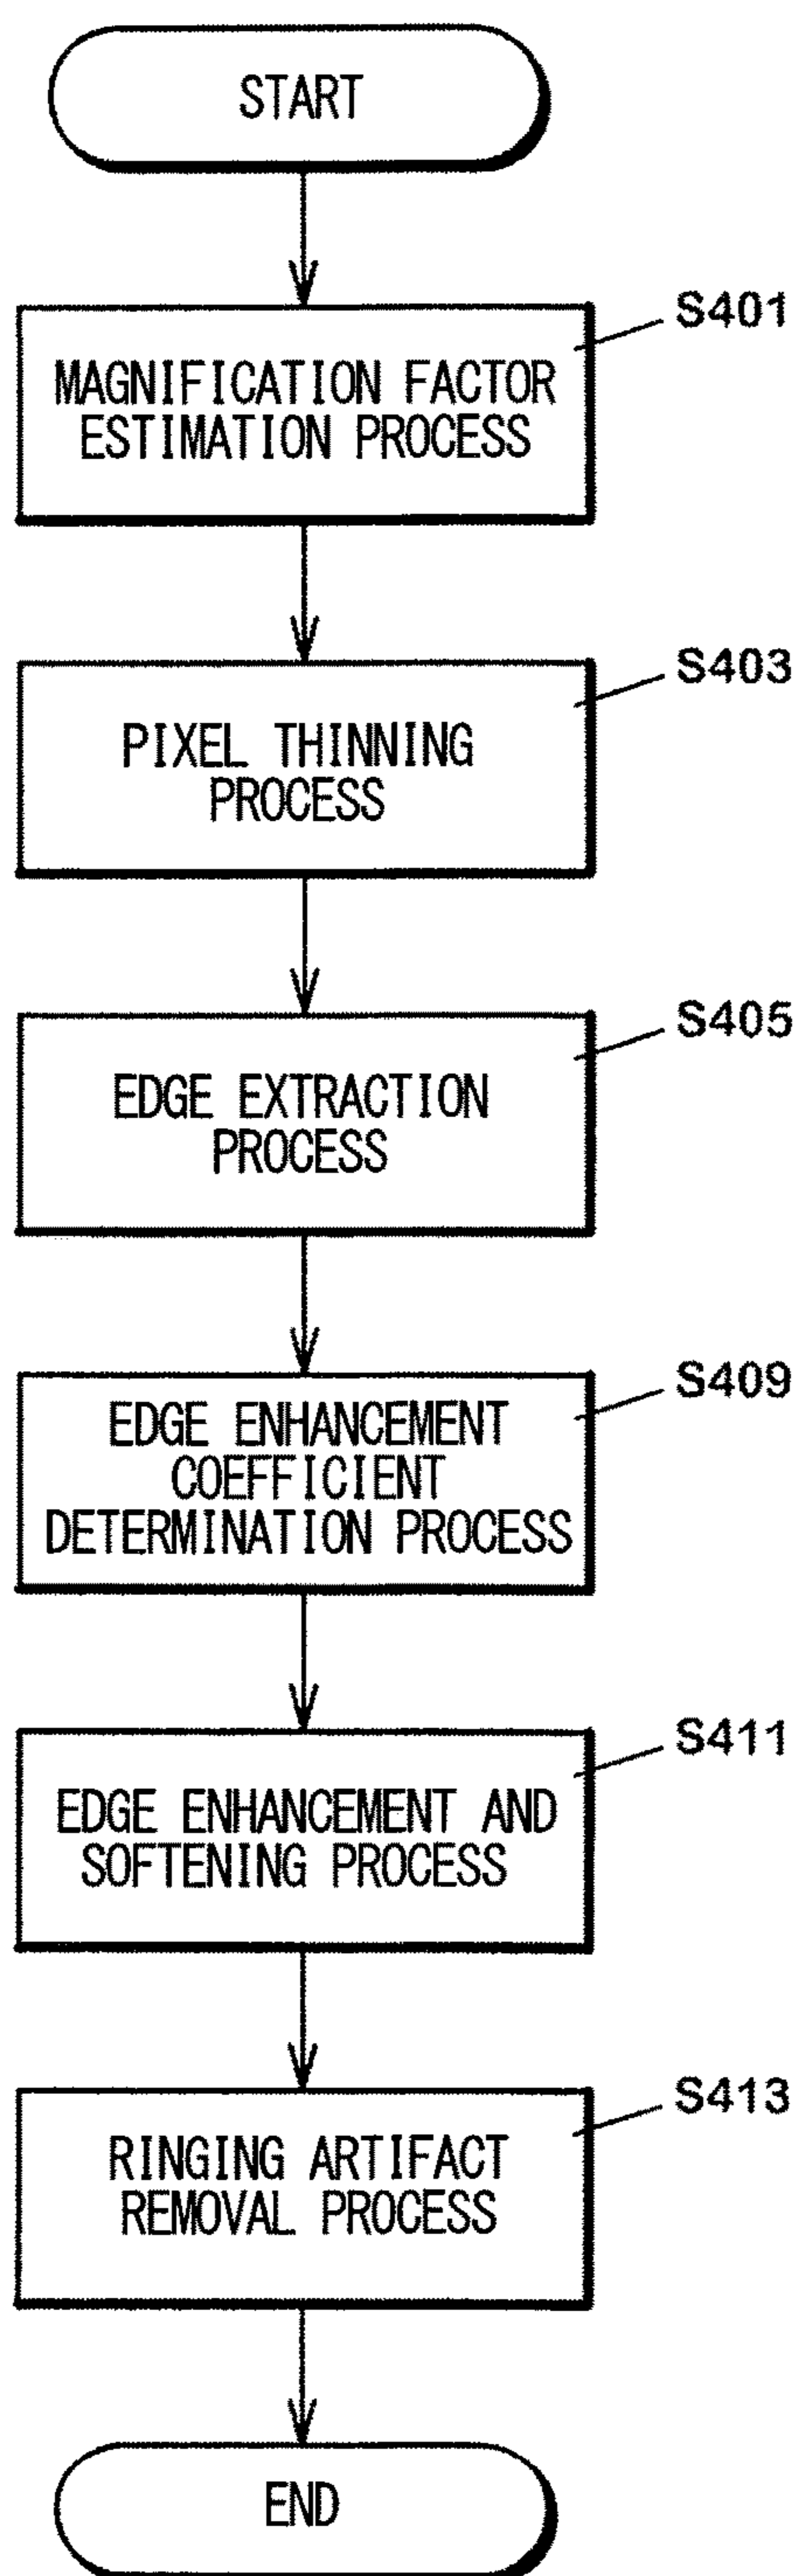 START
S401
MAGNIFICATION FACTOR
ESTIMATION PROCESS
S403
PIXEL THINNING
PROCESS
S405
EDGE EXTRACTION
PROCESS
S409
EDGE ENHANCEMENT
COEFFICIENT
DETERMINATION PROCESS
S411
EDGE ENHANCEMENT AND
SOFTENING PROCESS
S413
RINGING ARTIFACT
REMOVAL PROCESS
END